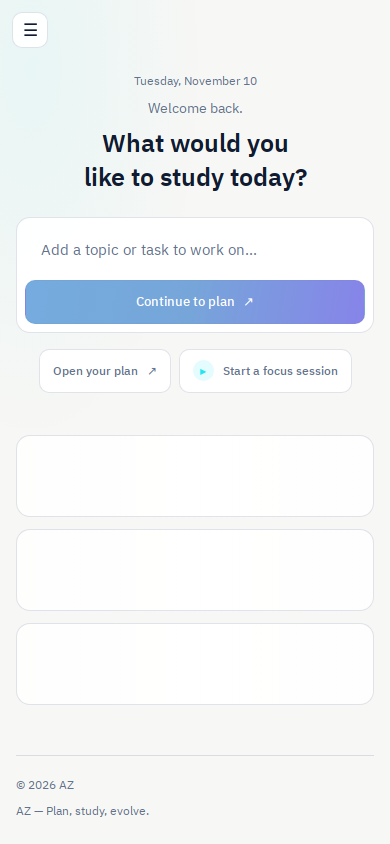 Tuesday, November 10
Welcome back.
What would you
like to study today?
Add a topic or task to work on...
Continue to plan ↗
Open your plan ↗
Start a focus session
© 2026 AZ
AZ — Plan, study, evolve.